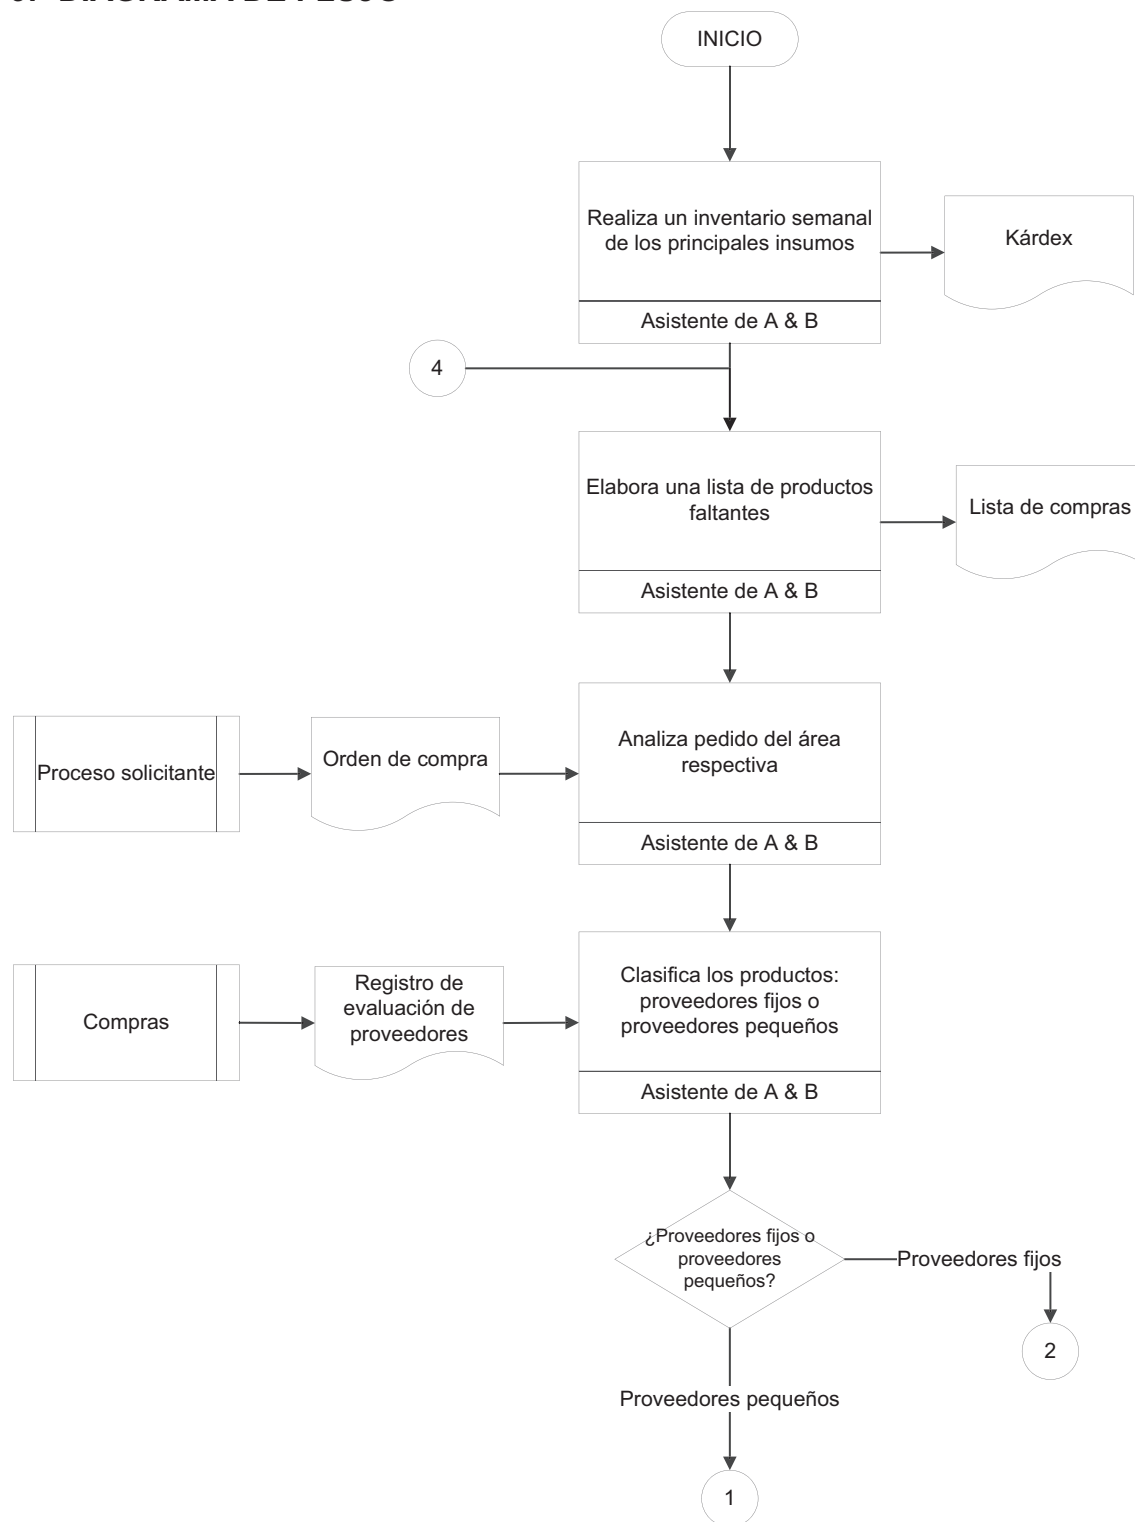 INICIO
Realiza un inventario semanal
de los principales insumos
Asistente de A & B
Kárdex
4
Elabora una lista de productos
faltantes
Asistente de A & B
Lista de compras
Proceso solicitante
Orden de compra
Analiza pedido del área
respectiva
Asistente de A & B
Compras
Registro de
evaluación de
proveedores
Clasifica los productos:
proveedores fijos o
proveedores pequeños
Asistente de A & B
¿Proveedores fijos o
proveedores
pequeños?
Proveedores fijos
2
Proveedores pequeños
1